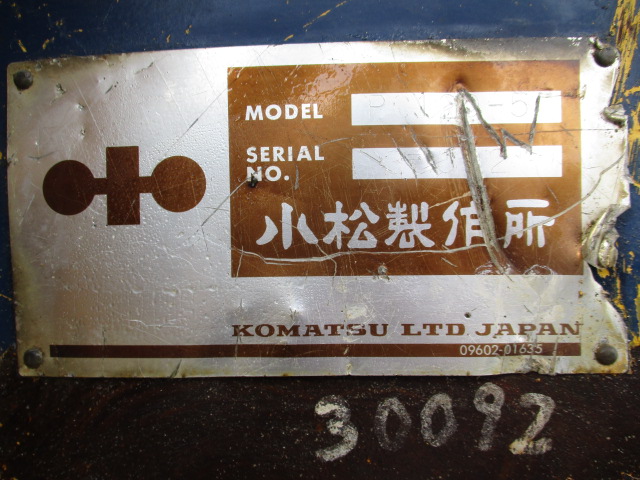 MODEL
SERIAL
NO.
小松製作所
KOMATSU LTD JAPAN
09602-01635
30092